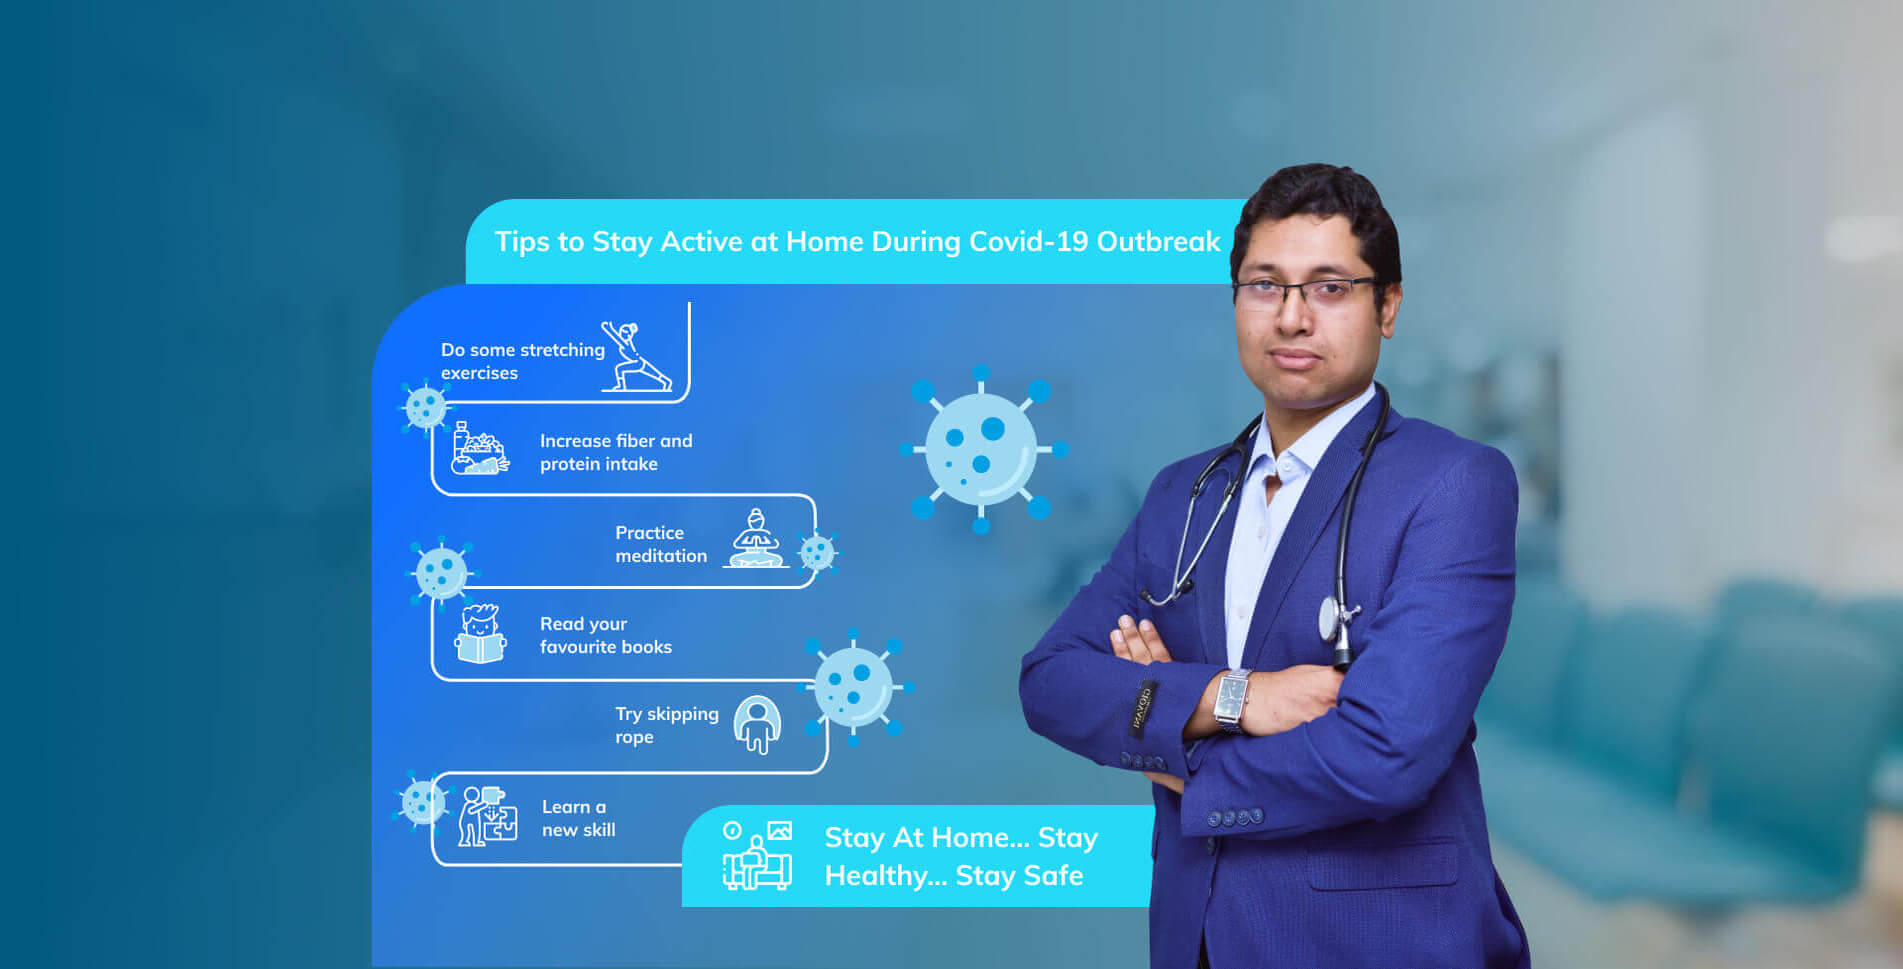 Tips to Stay Active at Home During Covid-19 Outbreak
Do some stretching
exercises
Increase fiber and
protein intake
Practice
meditation
Read your
favourite books
Try skipping
rope
Learn a
new skill
Stay At Home... Stay
Healthy... Stay Safe
GIOVANI